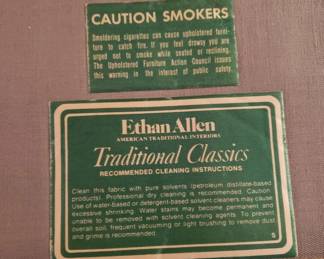 CAUTION SMOKERS
Smoldering cigarettes can cause upholstered furni-
ture to catch fire. If you feel drowsy you are
urged not to smoke while seated or reclining.
The Upholstered Furniture Action Council issues
this warning in the interest of public safety
Ethan Allen
AMERICAN TRADITIONAL INTERIORS
Traditional Classics
RECOMMENDED CLEANING INSTRUCTIONS
Clean this fabric with pure solvents (petroleum distillate-based
products). Professional dry cleaning is recommended. Caution.
Use of water-based or detergent-based solvent cleaners may cause
excessive shrinking. Water stains may become permanent and
unable to be removed with solvent cleaning agents. To prevent
overall soil, frequent vacuuming or light brushing to remove dust
and grime is recommended.
S